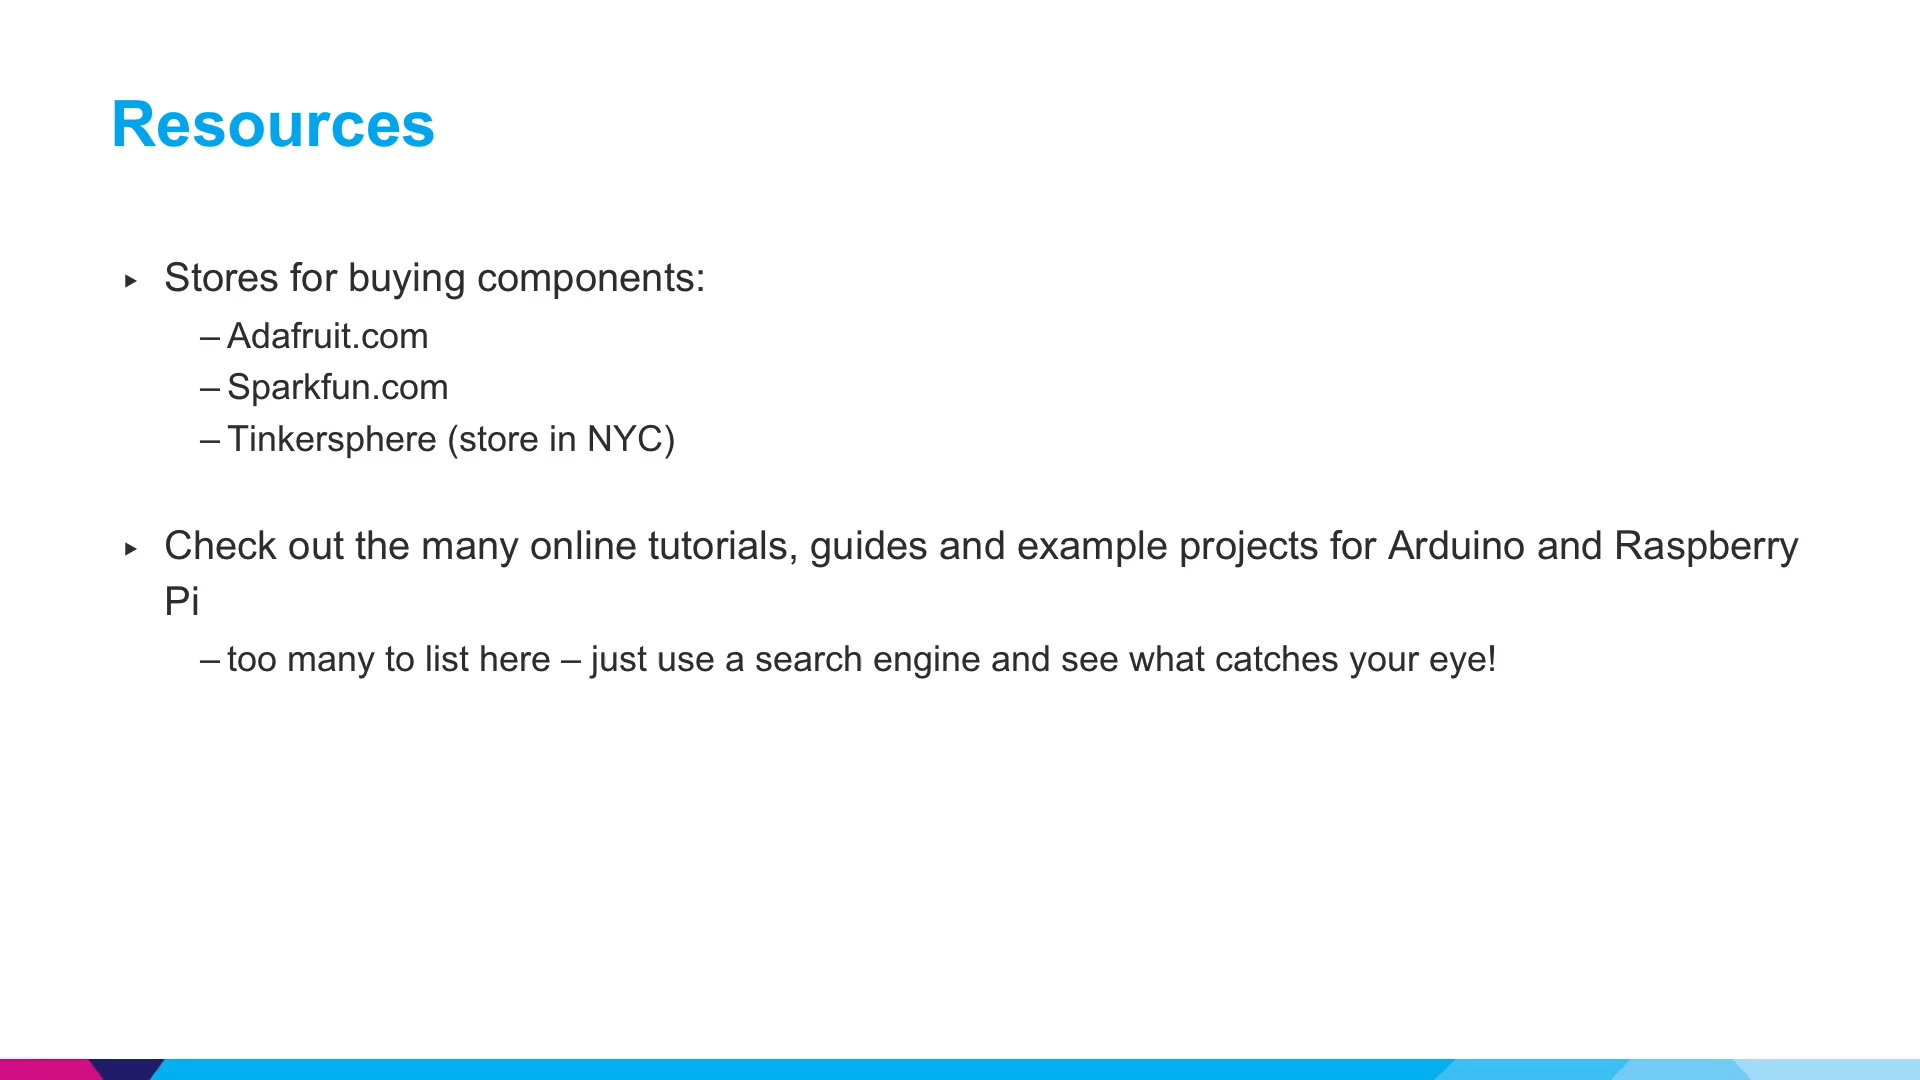 Resources
▸ Stores for buying components:
– Adafruit.com
– Sparkfun.com
– Tinkersphere (store in NYC)
▸ Check out the many online tutorials, guides and example projects for Arduino and Raspberry
Pi
– too many to list here – just use a search engine and see what catches your eye!